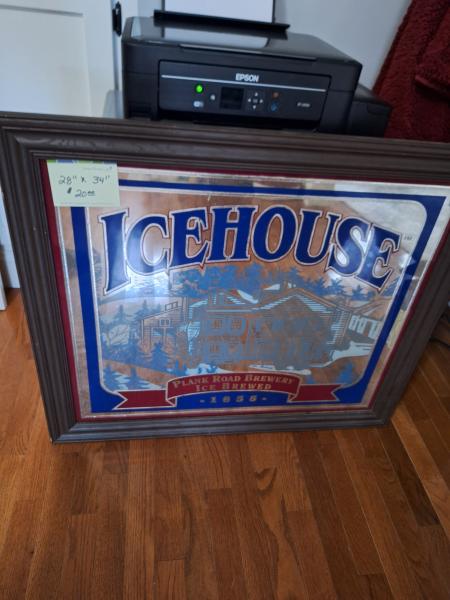 EPSON
28" x 34"
$ 20.00
ICEHOUSE
PLANK ROAD BREWERY
ICE BREWED
- 1855 -